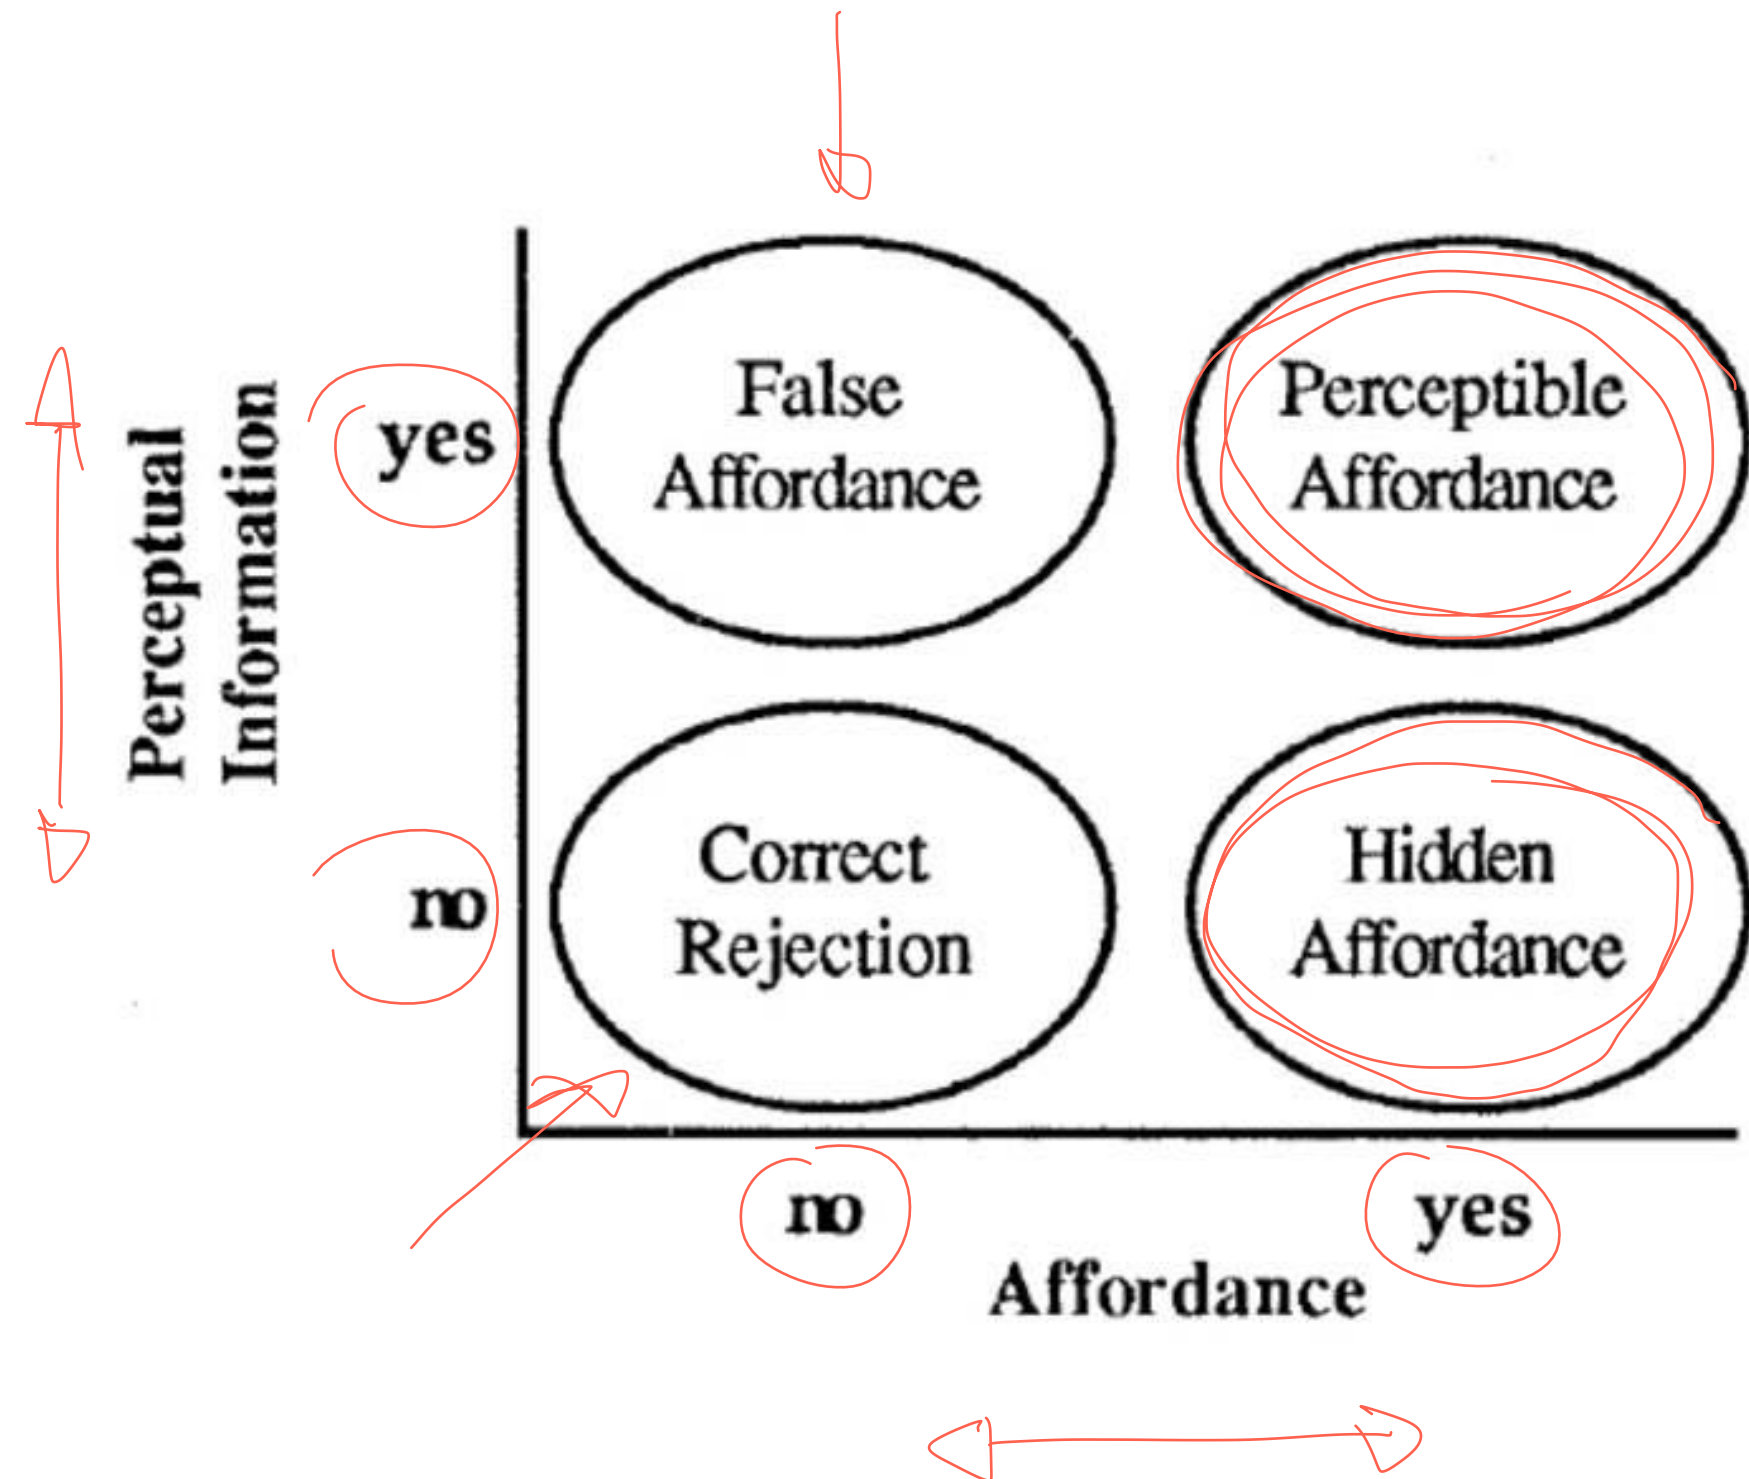 Perceptual
Information
yes
False
Affordance
Perceptible
Affordance
no
Correct
Rejection
Hidden
Affordance
no
yes
Affordance